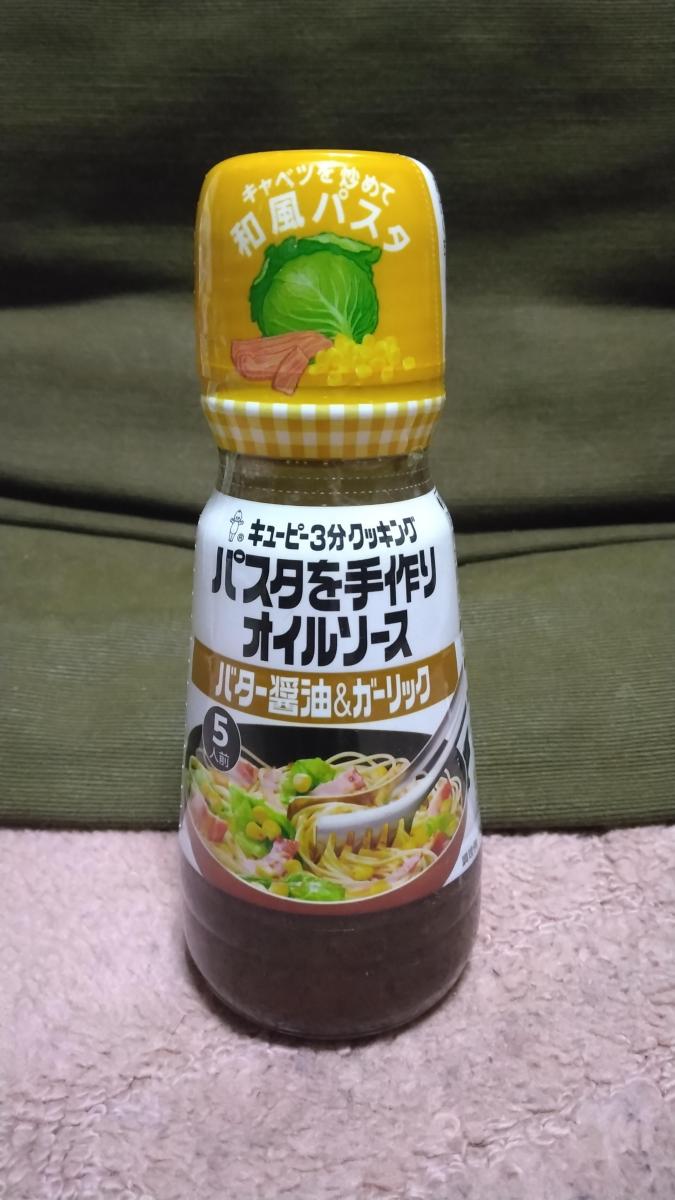 キャベツを炒めて
和風パスタ
®
キユーピー3分クッキング
パスタを手作り
オイルソース
バター醤油&ガーリック
5
人前